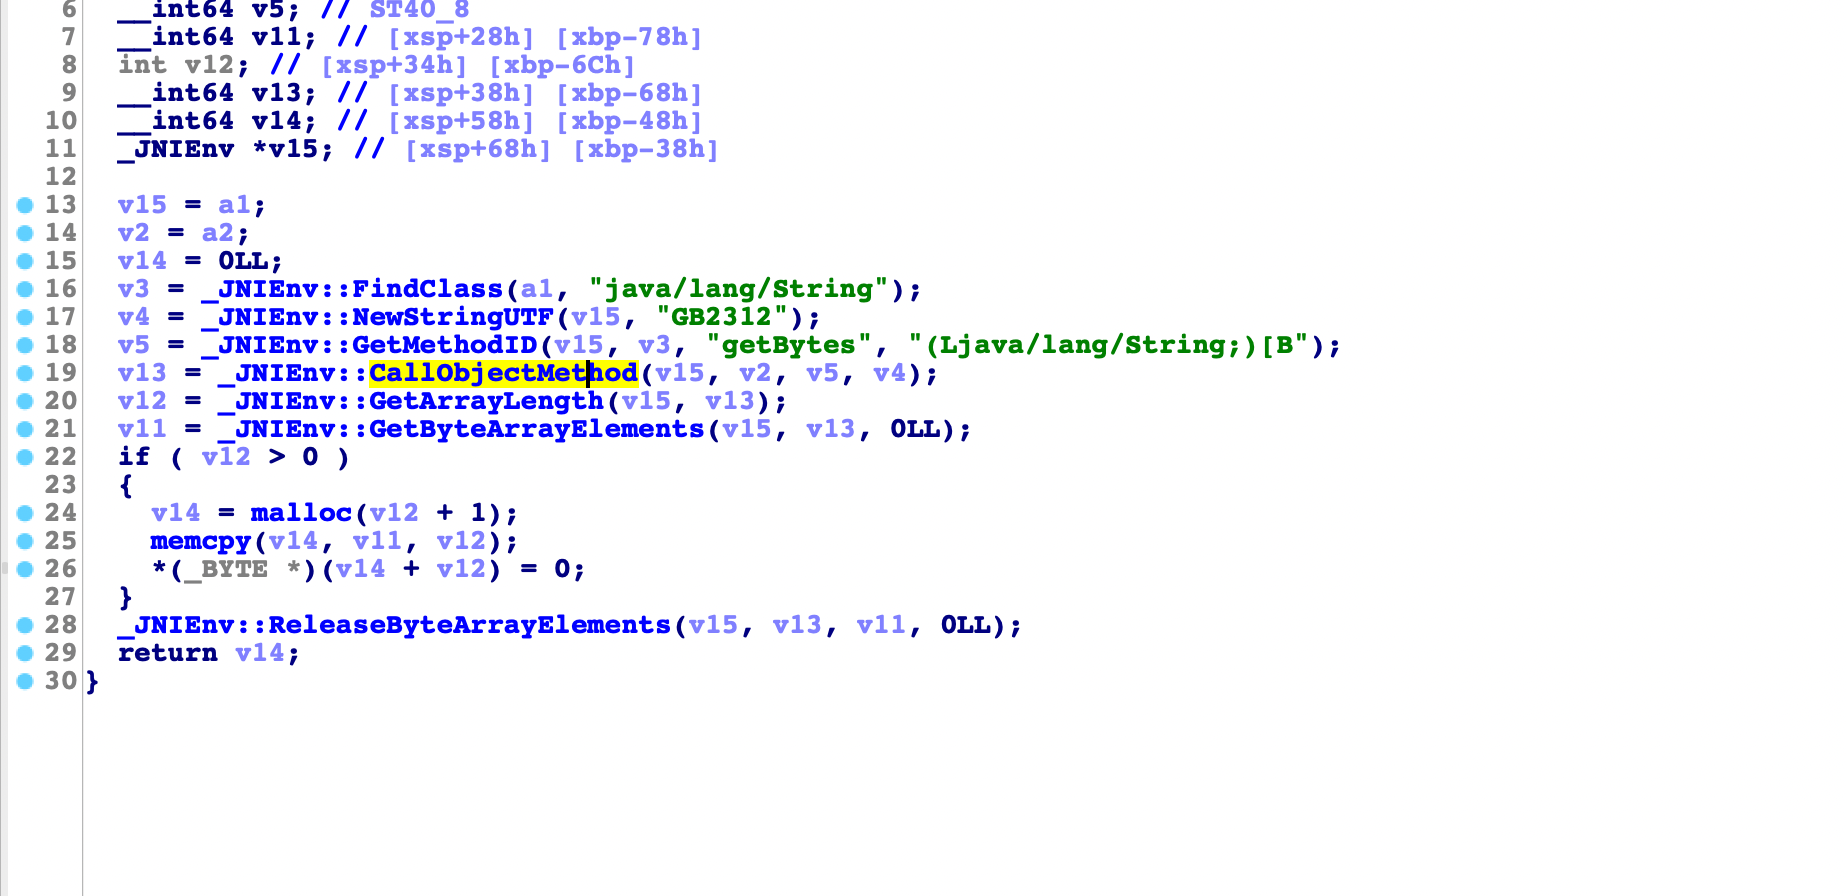 6 __int64 v5; // ST40_8
7 __int64 v11; // [xsp+28h] [xbp-78h]
8 int v12; // [xsp+34h] [xbp-6Ch]
9 __int64 v13; // [xsp+38h] [xbp-68h]
10 __int64 v14; // [xsp+58h] [xbp-48h]
11 _JNIEnv *v15; // [xsp+68h] [xbp-38h]
12
13 v15 = a1;
14 v2 = a2;
15 v14 = 0LL;
16 v3 = _JNIEnv::FindClass(a1, "java/lang/String");
17 v4 = _JNIEnv::NewStringUTF(v15, "GB2312");
18 v5 = _JNIEnv::GetMethodID(v15, v3, "getBytes", "(Ljava/lang/String;)[B");
19 v13 = _JNIEnv::CallObjectMethod(v15, v2, v5, v4);
20 v12 = _JNIEnv::GetArrayLength(v15, v13);
21 v11 = _JNIEnv::GetByteArrayElements(v15, v13, 0LL);
22 if ( v12 > 0 )
23 {
24 v14 = malloc(v12 + 1);
25 memcpy(v14, v11, v12);
26 *(_BYTE *)(v14 + v12) = 0;
27 }
28 _JNIEnv::ReleaseByteArrayElements(v15, v13, v11, 0LL);
29 return v14;
30 }